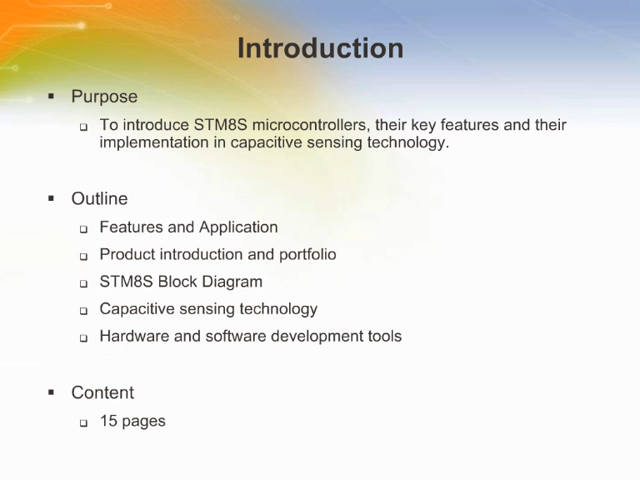 Introduction
Purpose
To introduce STM8S microcontrollers, their key features and their
implementation in capacitive sensing technology.
Outline
Features and Application
Product introduction and portfolio
STM8S Block Diagram
Capacitive sensing technology
Hardware and software development tools
Content
15 pages